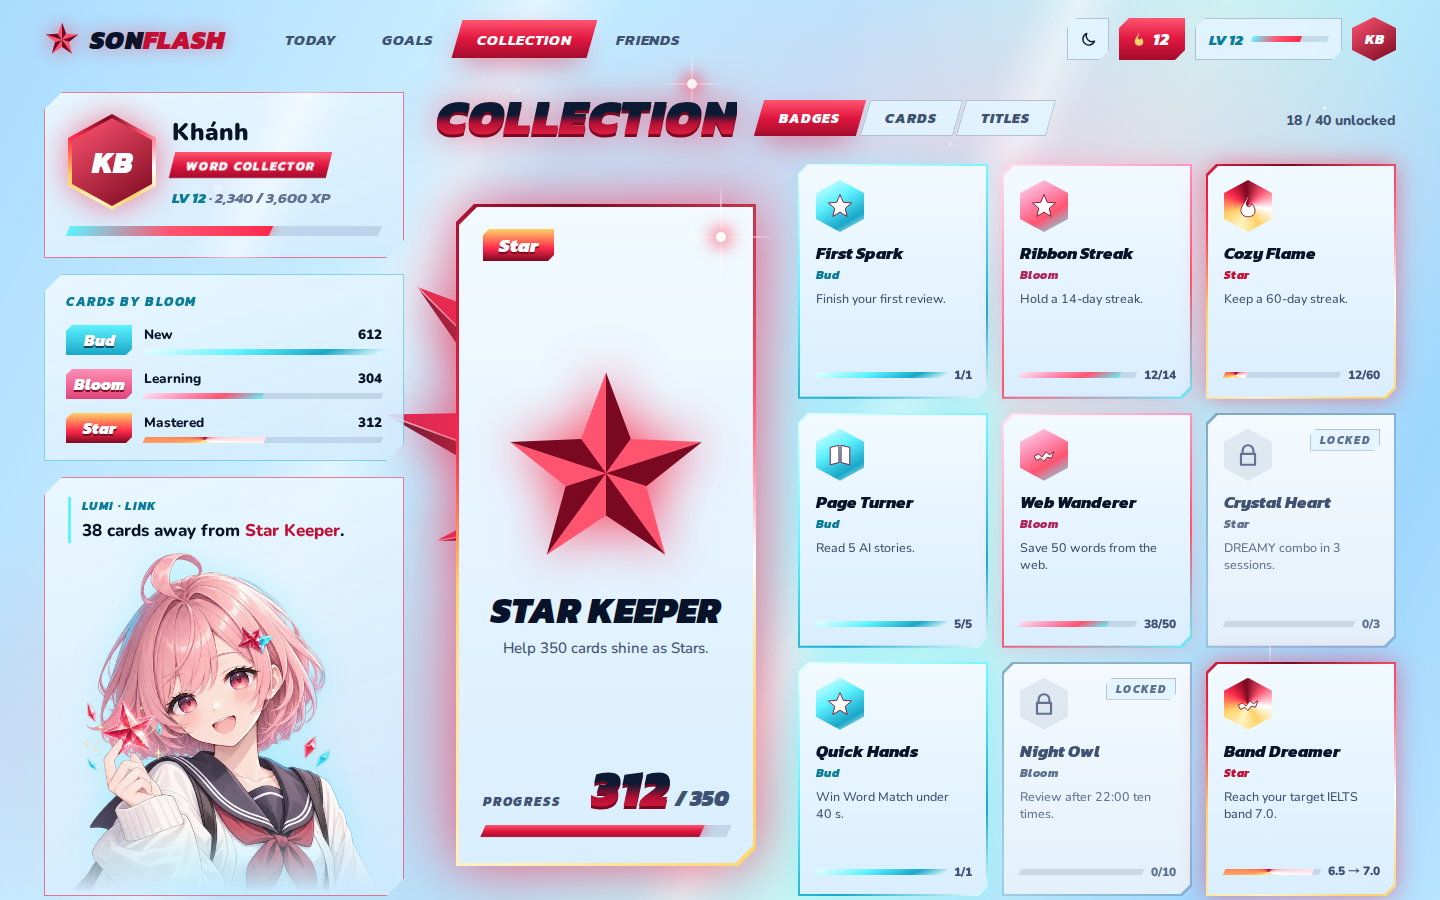 SONFLASH
TODAY
GOALS
COLLECTION
FRIENDS
12
LV 12
KB
KB
Khánh
WORD COLLECTOR
LV 12 · 2,340 / 3,600 XP
CARDS BY BLOOM
Bud
New
612
Bloom
Learning
304
Star
Mastered
312
LUMI · LINK
38 cards away from Star Keeper.
COLLECTION
BADGES
CARDS
TITLES
18 / 40 unlocked
Star
STAR KEEPER
Help 350 cards shine as Stars.
PROGRESS
312 / 350
First Spark
Bud
Finish your first review.
1/1
Ribbon Streak
Bloom
Hold a 14-day streak.
12/14
Cozy Flame
Star
Keep a 60-day streak.
12/60
Page Turner
Bud
Read 5 AI stories.
5/5
Web Wanderer
Bloom
Save 50 words from the
web.
38/50
LOCKED
Crystal Heart
Star
DREAMY combo in 3
sessions.
0/3
Quick Hands
Bud
Win Word Match under
40 s.
1/1
LOCKED
Night Owl
Bloom
Review after 22:00 ten
times.
0/10
Band Dreamer
Star
Reach your target IELTS
band 7.0.
6.5 → 7.0